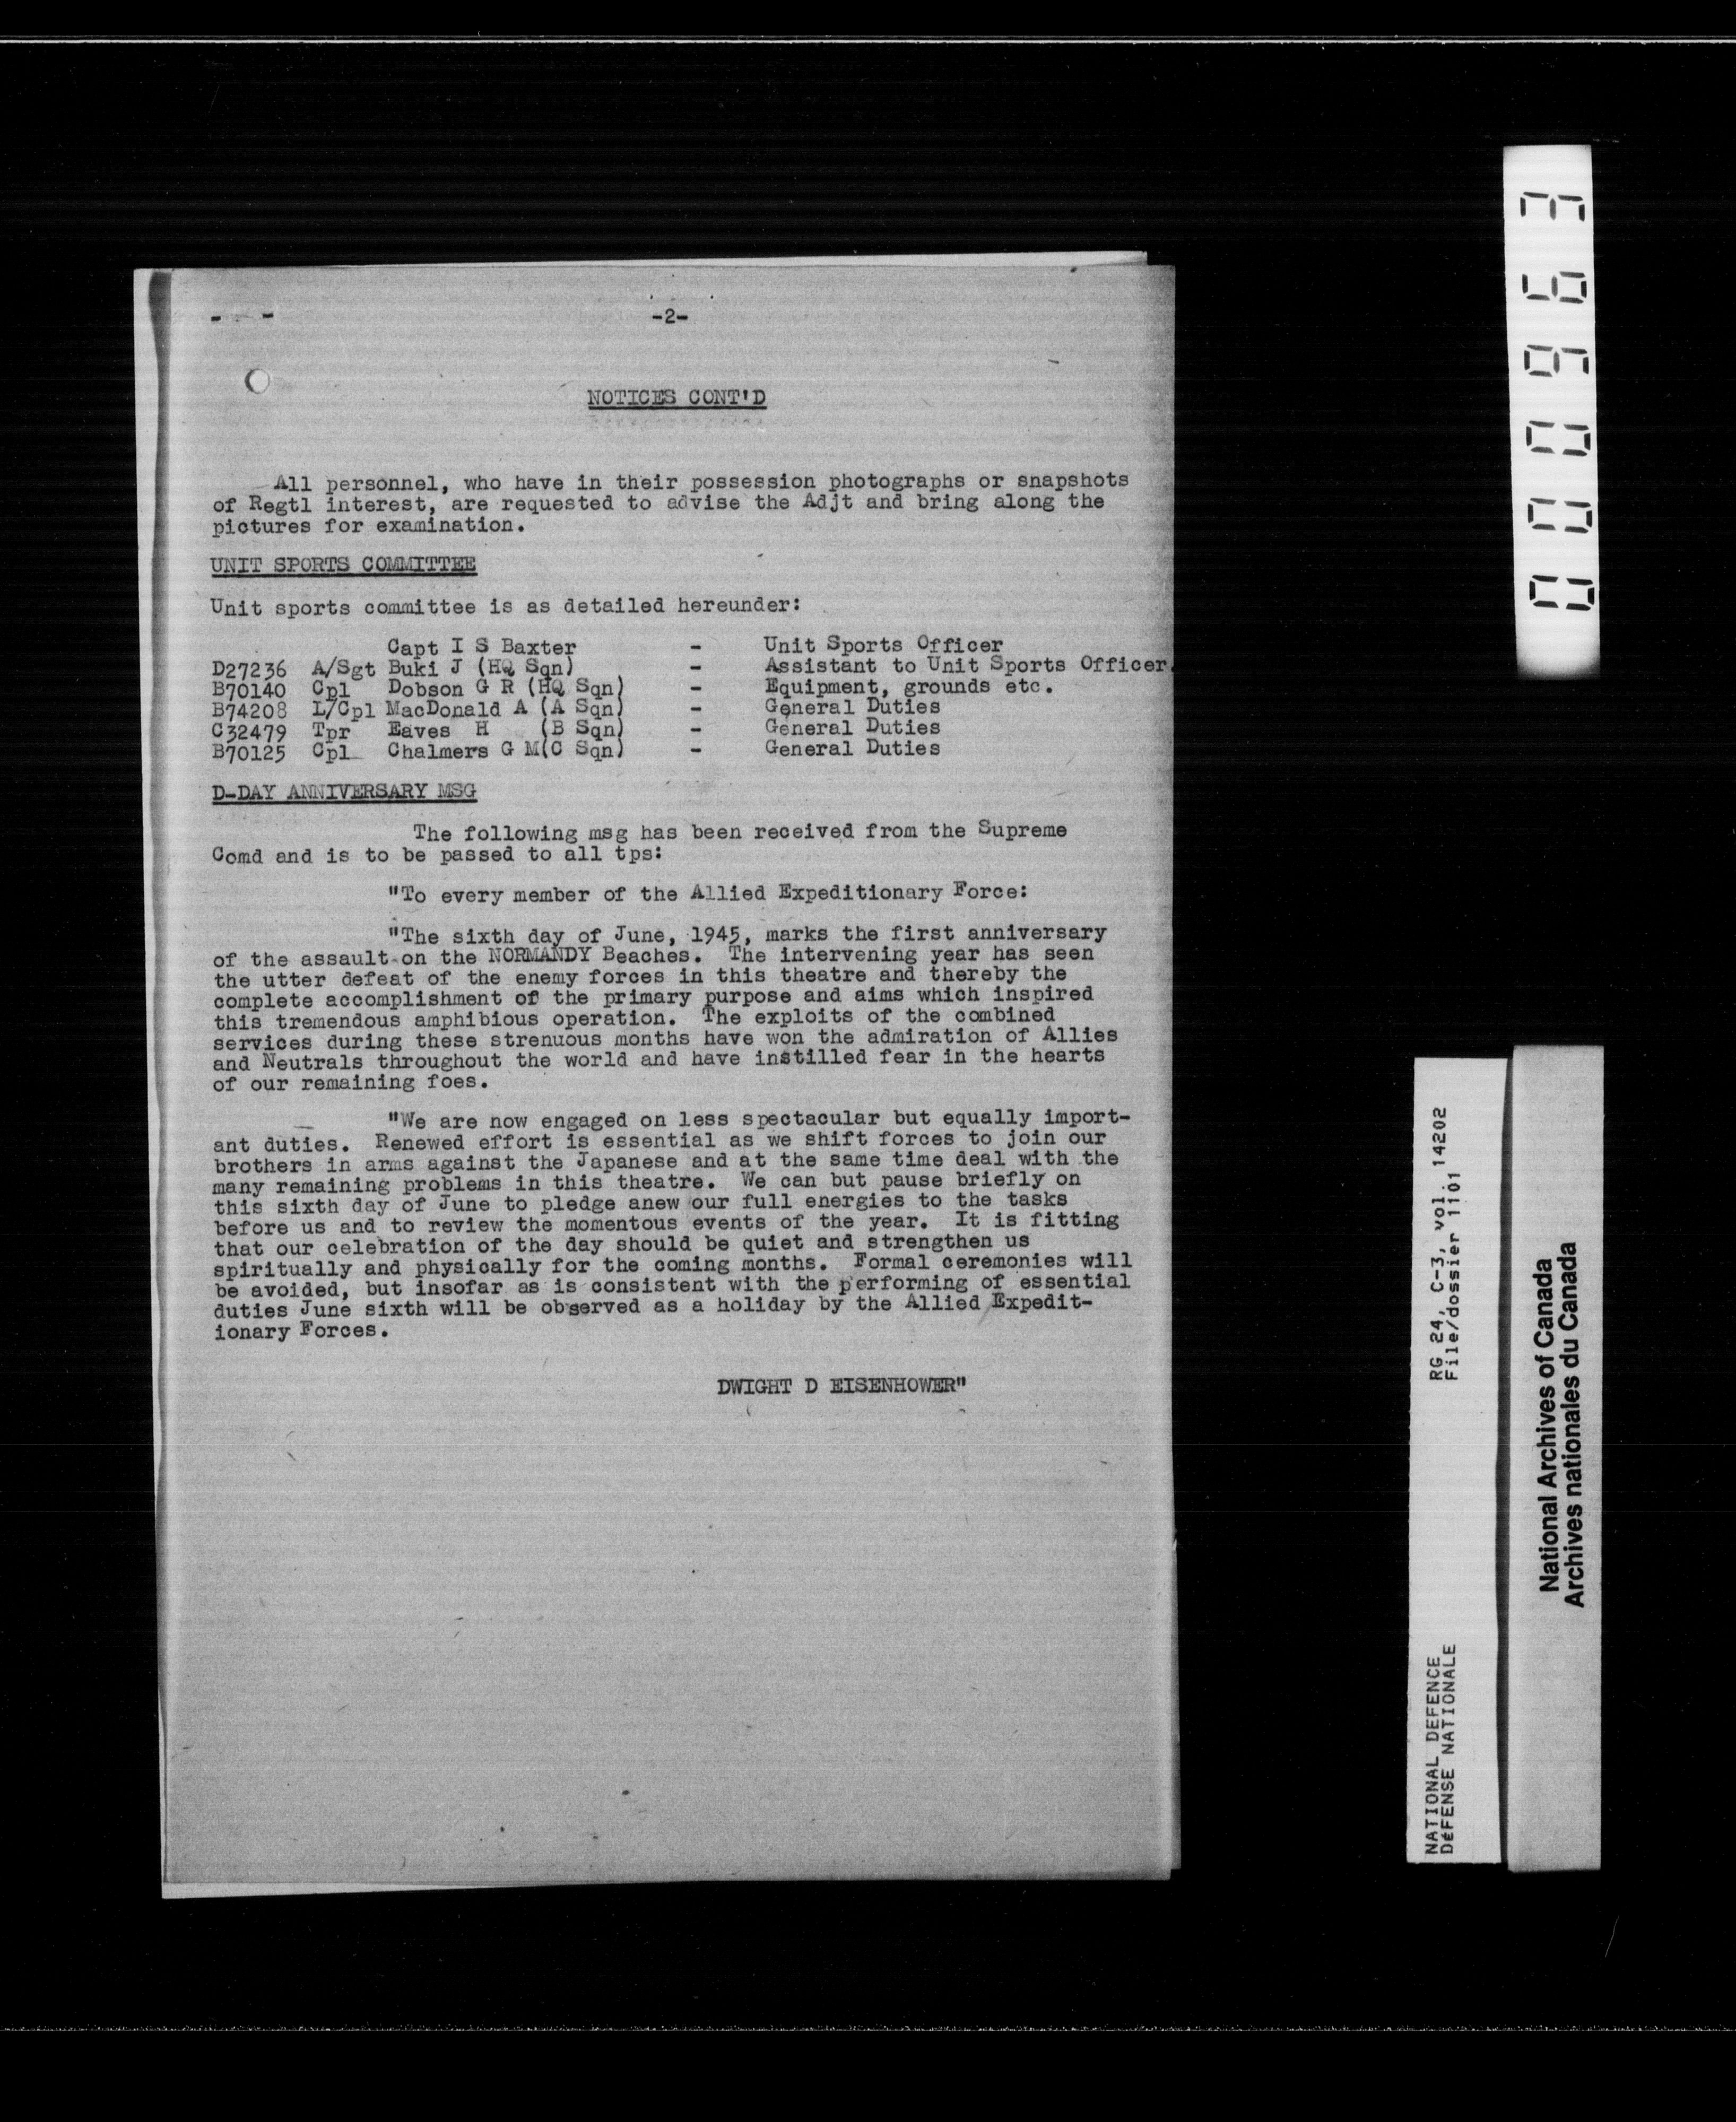 -2-
NOTICES CONT'D
All personnel, who have in their possession photographs or snapshots
of Regtl interest, are requested to advise the Adjt and bring along the
pictures for examination.
UNIT SPORTS COMMITTEE
Unit sports committee is as detailed hereunder:
Capt I S Baxter - Unit Sports Officer
D27236 A/Sgt Buki J (HQ Sqn) - Assistant to Unit Sports Officer.
B70140 Cpl Dobson G R (HQ Sqn) - Equipment, grounds etc.
B74208 L/Cpl MacDonald A (A Sqn) - General Duties
C32479 Tpr Eaves H (B Sqn) - General Duties
B70125 Cpl Chalmers G M(C Sqn) - General Duties
D-DAY ANNIVERSARY MSG
The following msg has been received from the Supreme
Comd and is to be passed to all tps:
"To every member of the Allied Expeditionary Force:
"The sixth day of June, 1945, marks the first anniversary
of the assault on the NORMANDY Beaches. The intervening year has seen
the utter defeat of the enemy forces in this theatre and thereby the
complete accomplishment of the primary purpose and aims which inspired
this tremendous amphibious operation. The exploits of the combined
services during these strenuous months have won the admiration of Allies
and Neutrals throughout the world and have instilled fear in the hearts
of our remaining foes.
"We are now engaged on less spectacular but equally import-
ant duties. Renewed effort is essential as we shift forces to join our
brothers in arms against the Japanese and at the same time deal with the
many remaining problems in this theatre. We can but pause briefly on
this sixth day of June to pledge anew our full energies to the tasks
before us and to review the momentous events of the year. It is fitting
that our celebration of the day should be quiet and strengthen us
spiritually and physically for the coming months. Formal ceremonies will
be avoided, but insofar as is consistent with the performing of essential
duties June sixth will be observed as a holiday by the Allied Expedit-
ionary Forces.
DWIGHT D EISENHOWER"
000963
NATIONAL DEFENCE RG 24, C-3, vol. 14202
DéFENSE NATIONALE File/dossier 1101
National Archives of Canada
Archives nationales du Canada